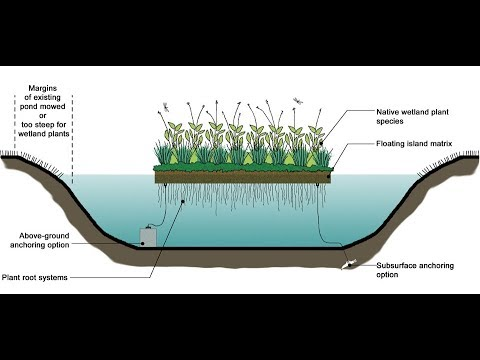 Margins
of existing
pond mowed
or
too steep for
wetland plants
Native wetland plant
species
Floating island matrix
Above-ground
anchoring option
Plant root systems
Subsurface anchoring
option